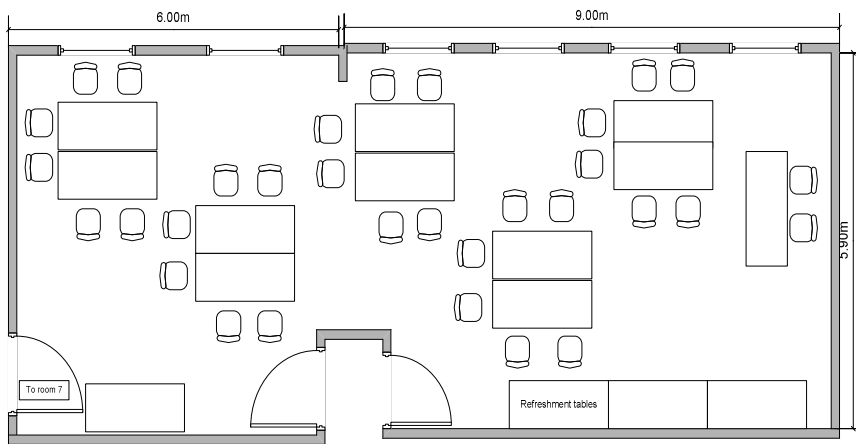 6.00m
9.00m
5.90m
To room 7
Refreshment tables